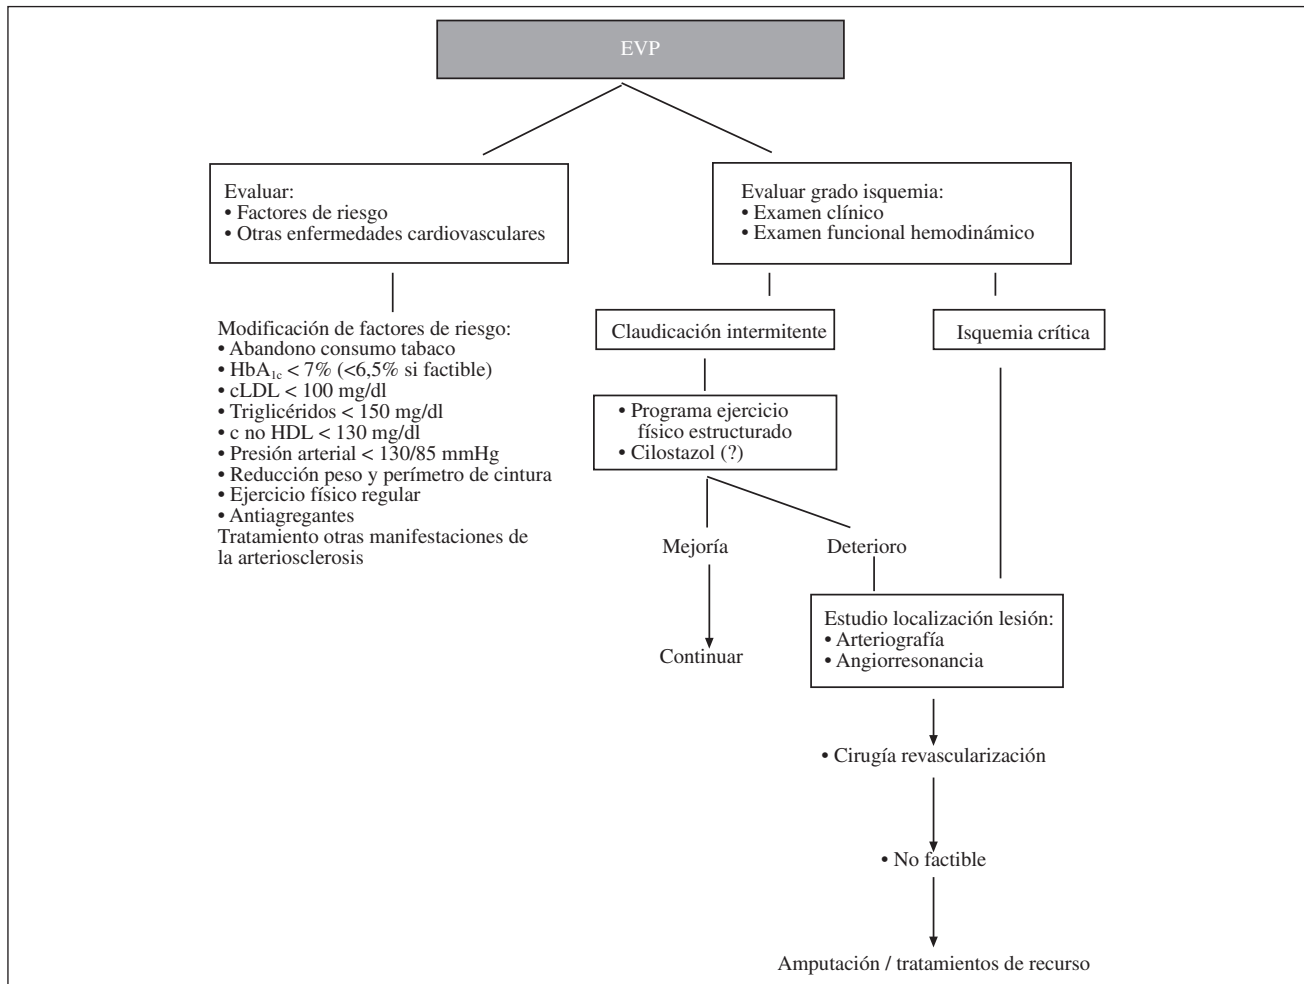 EVP
Evaluar:
• Factores de riesgo
• Otras enfermedades cardiovasculares
Evaluar grado isquemia:
• Examen clínico
• Examen funcional hemodinámico
Modificación de factores de riesgo:
• Abandono consumo tabaco
• HbA1c < 7% (<6,5% si factible)
• cLDL < 100 mg/dl
• Triglicéridos < 150 mg/dl
• c no HDL < 130 mg/dl
• Presión arterial < 130/85 mmHg
• Reducción peso y perímetro de cintura
• Ejercicio físico regular
• Antiagregantes
Tratamiento otras manifestaciones de
la arteriosclerosis
Claudicación intermitente
Isquemia crítica
• Programa ejercicio
físico estructurado
• Cilostazol (?)
Mejoría
Deterioro
Continuar
Estudio localización lesión:
• Arteriografía
• Angiorresonancia
• Cirugía revascularización
• No factible
Amputación / tratamientos de recurso